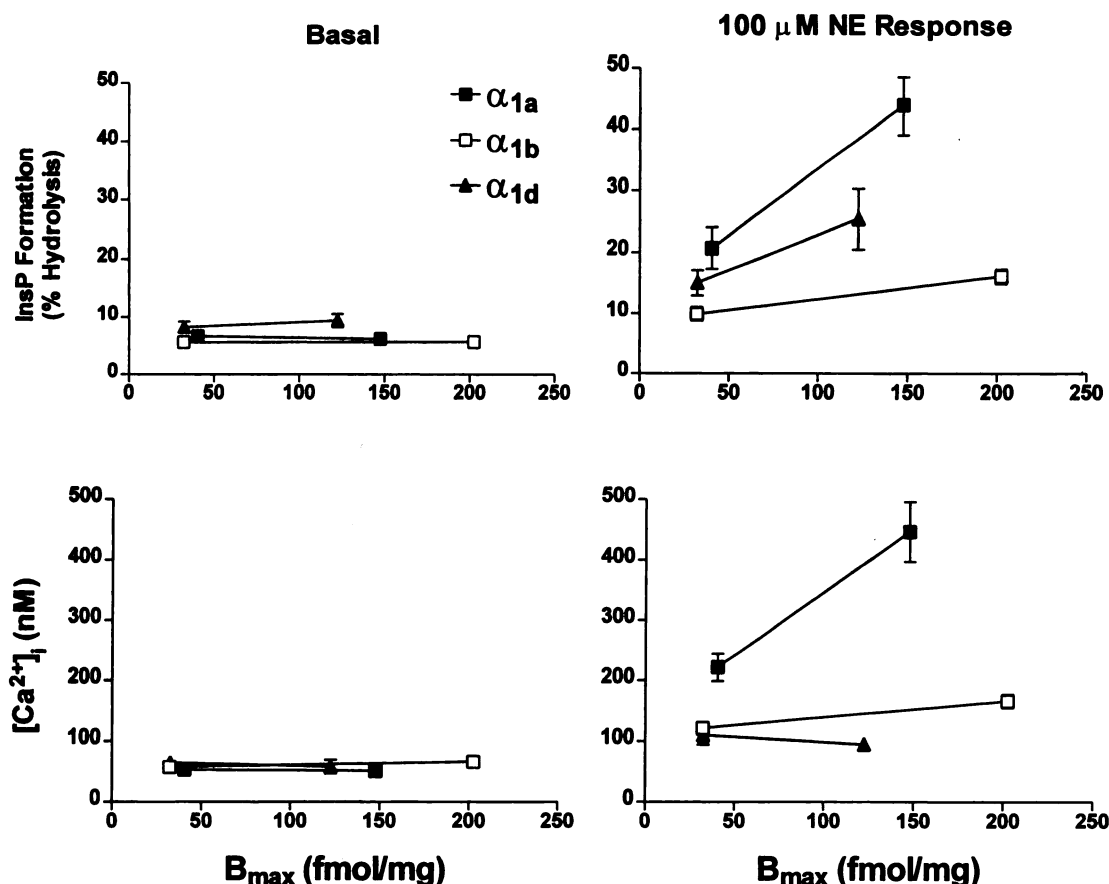 Basal
100 μM NE Response
InsP Formation
(% Hydrolysis)
50
40
30
20
10
0
0 50 100 150 200 250
α1a
α1b
α1d
50
40
30
20
10
0
0 50 100 150 200 250
[Ca2+]i (nM)
500
400
300
200
100
0
0 50 100 150 200 250
Bmax (fmol/mg)
500
400
300
200
100
0
0 50 100 150 200 250
Bmax (fmol/mg)